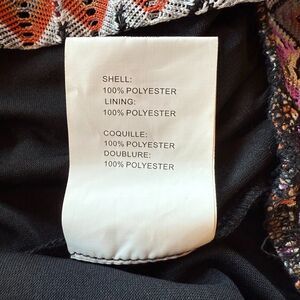 SHELL:
100% POLYESTER
LINING:
100% POLYESTER
COQUILLE:
100% POLYESTER
DOUBLURE:
100% POLYESTER